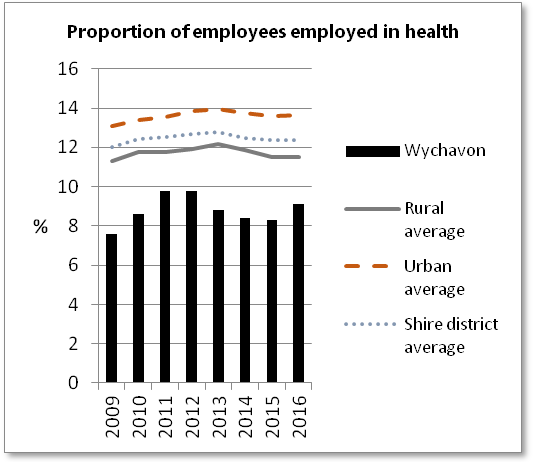 Proportion of employees employed in health
16
14
12
10
8
6
4
2
0
%
2009
2010
2011
2012
2013
2014
2015
2016
Wychavon
Rural
average
Urban
average
Shire district
average